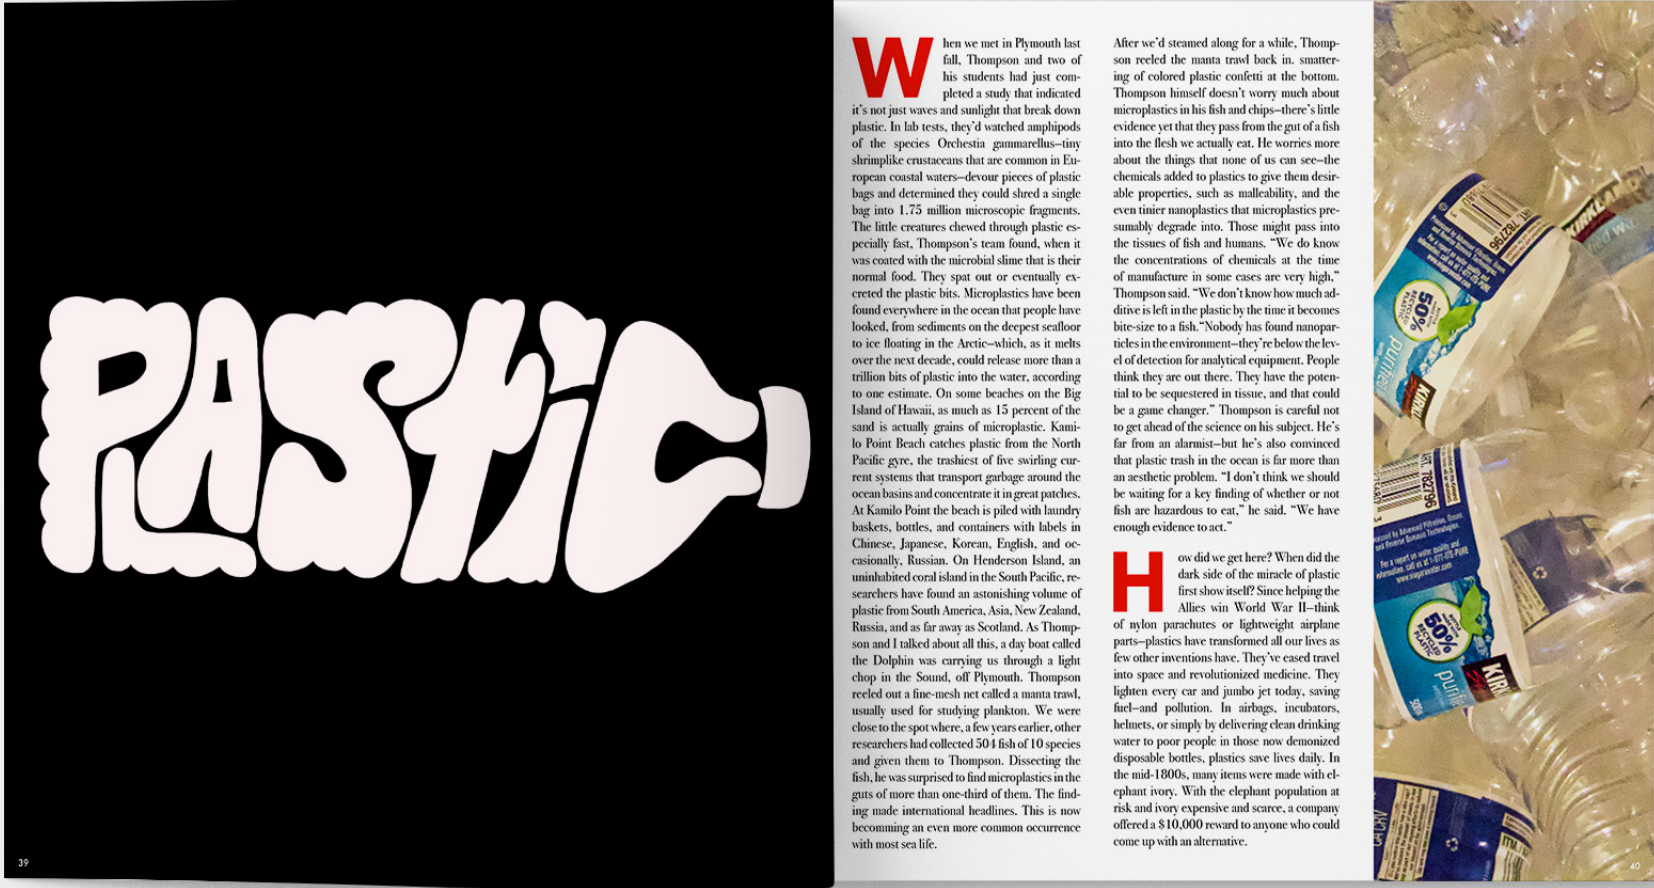 PLASTiC
39
When we met in Plymouth last
fall, Thompson and two of
his students had just com-
pleted a study that indicated
it's not just waves and sunlight that break down
plastic. In lab tests, they'd watched amphipods
of the species Orchestia gammarellus—tiny
shrimplike crustaceans that are common in Eu-
ropean coastal waters—devour pieces of plastic
bags and determined they could shred a single
bag into 1.75 million microscopic fragments.
The little creatures chewed through plastic es-
pecially fast, Thompson's team found, when it
was coated with the microbial slime that is their
normal food. They spat out or eventually ex-
creted the plastic bits. Microplastics have been
found everywhere in the ocean that people have
looked, from sediments on the deepest seafloor
to ice floating in the Arctic—which, as it melts
over the next decade, could release more than a
trillion bits of plastic into the water, according
to one estimate. On some beaches on the Big
Island of Hawaii, as much as 15 percent of the
sand is actually grains of microplastic. Kami-
lo Point Beach catches plastic from the North
Pacific gyre, the trashiest of five swirling cur-
rent systems that transport garbage around the
ocean basins and concentrate it in great patches.
At Kamilo Point the beach is piled with laundry
baskets, bottles, and containers with labels in
Chinese, Japanese, Korean, English, and oc-
casionally, Russian. On Henderson Island, an
uninhabited coral island in the South Pacific, re-
searchers have found an astonishing volume of
plastic from South America, Asia, New Zealand,
Russia, and as far away as Scotland. As Thomp-
son and I talked about all this, a day boat called
the Dolphin was carrying us through a light
chop in the Sound, off Plymouth. Thompson
reeled out a fine-mesh net called a manta trawl,
usually used for studying plankton. We were
close to the spot where, a few years earlier, other
researchers had collected 504 fish of 10 species
and given them to Thompson. Dissecting the
fish, he was surprised to find microplastics in the
guts of more than one-third of them. The find-
ing made international headlines. This is now
becomming an even more common occurrence
with most sea life.
After we'd steamed along for a while, Thomp-
son reeled the manta trawl back in. smatter-
ing of colored plastic confetti at the bottom.
Thompson himself doesn't worry much about
microplastics in his fish and chips—there's little
evidence yet that they pass from the gut of a fish
into the flesh we actually eat. He worries more
about the things that none of us can see—the
chemicals added to plastics to give them desir-
able properties, such as malleability, and the
even tinier nanoplastics that microplastics pre-
sumably degrade into. Those might pass into
the tissues of fish and humans. “We do know
the concentrations of chemicals at the time
of manufacture in some cases are very high,”
Thompson said. “We don't know how much ad-
ditive is left in the plastic by the time it becomes
bite-size to a fish.“Nobody has found nanopar-
ticles in the environment—they're below the lev-
el of detection for analytical equipment. People
think they are out there. They have the poten-
tial to be sequestered in tissue, and that could
be a game changer.” Thompson is careful not
to get ahead of the science on his subject. He's
far from an alarmist—but he's also convinced
that plastic trash in the ocean is far more than
an aesthetic problem. “I don't think we should
be waiting for a key finding of whether or not
fish are hazardous to eat,” he said. “We have
enough evidence to act.”
How did we get here? When did the
dark side of the miracle of plastic
first show itself? Since helping the
Allies win World War II—think
of nylon parachutes or lightweight airplane
parts—plastics have transformed all our lives as
few other inventions have. They've eased travel
into space and revolutionized medicine. They
lighten every car and jumbo jet today, saving
fuel—and pollution. In airbags, incubators,
helmets, or simply by delivering clean drinking
water to poor people in those now demonized
disposable bottles, plastics save lives daily. In
the mid-1800s, many items were made with el-
ephant ivory. With the elephant population at
risk and ivory expensive and scarce, a company
offered a $10,000 reward to anyone who could
come up with an alternative.
782796
50%
RECYCLED
PLASTIC
purified
KIRKL
782796
For a report on water quality and
information, call us at 1-877-ITS-PURE
www.niagarawater.com
50%
RECYCLED
PLASTIC
KIRK
purifie
40